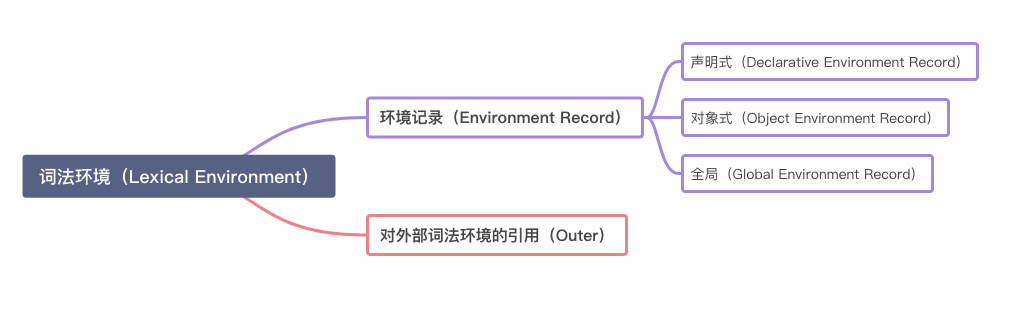 词法环境（Lexical Environment）
环境记录（Environment Record）
声明式（Declarative Environment Record）
对象式（Object Environment Record）
全局（Global Environment Record）
对外部词法环境的引用（Outer）